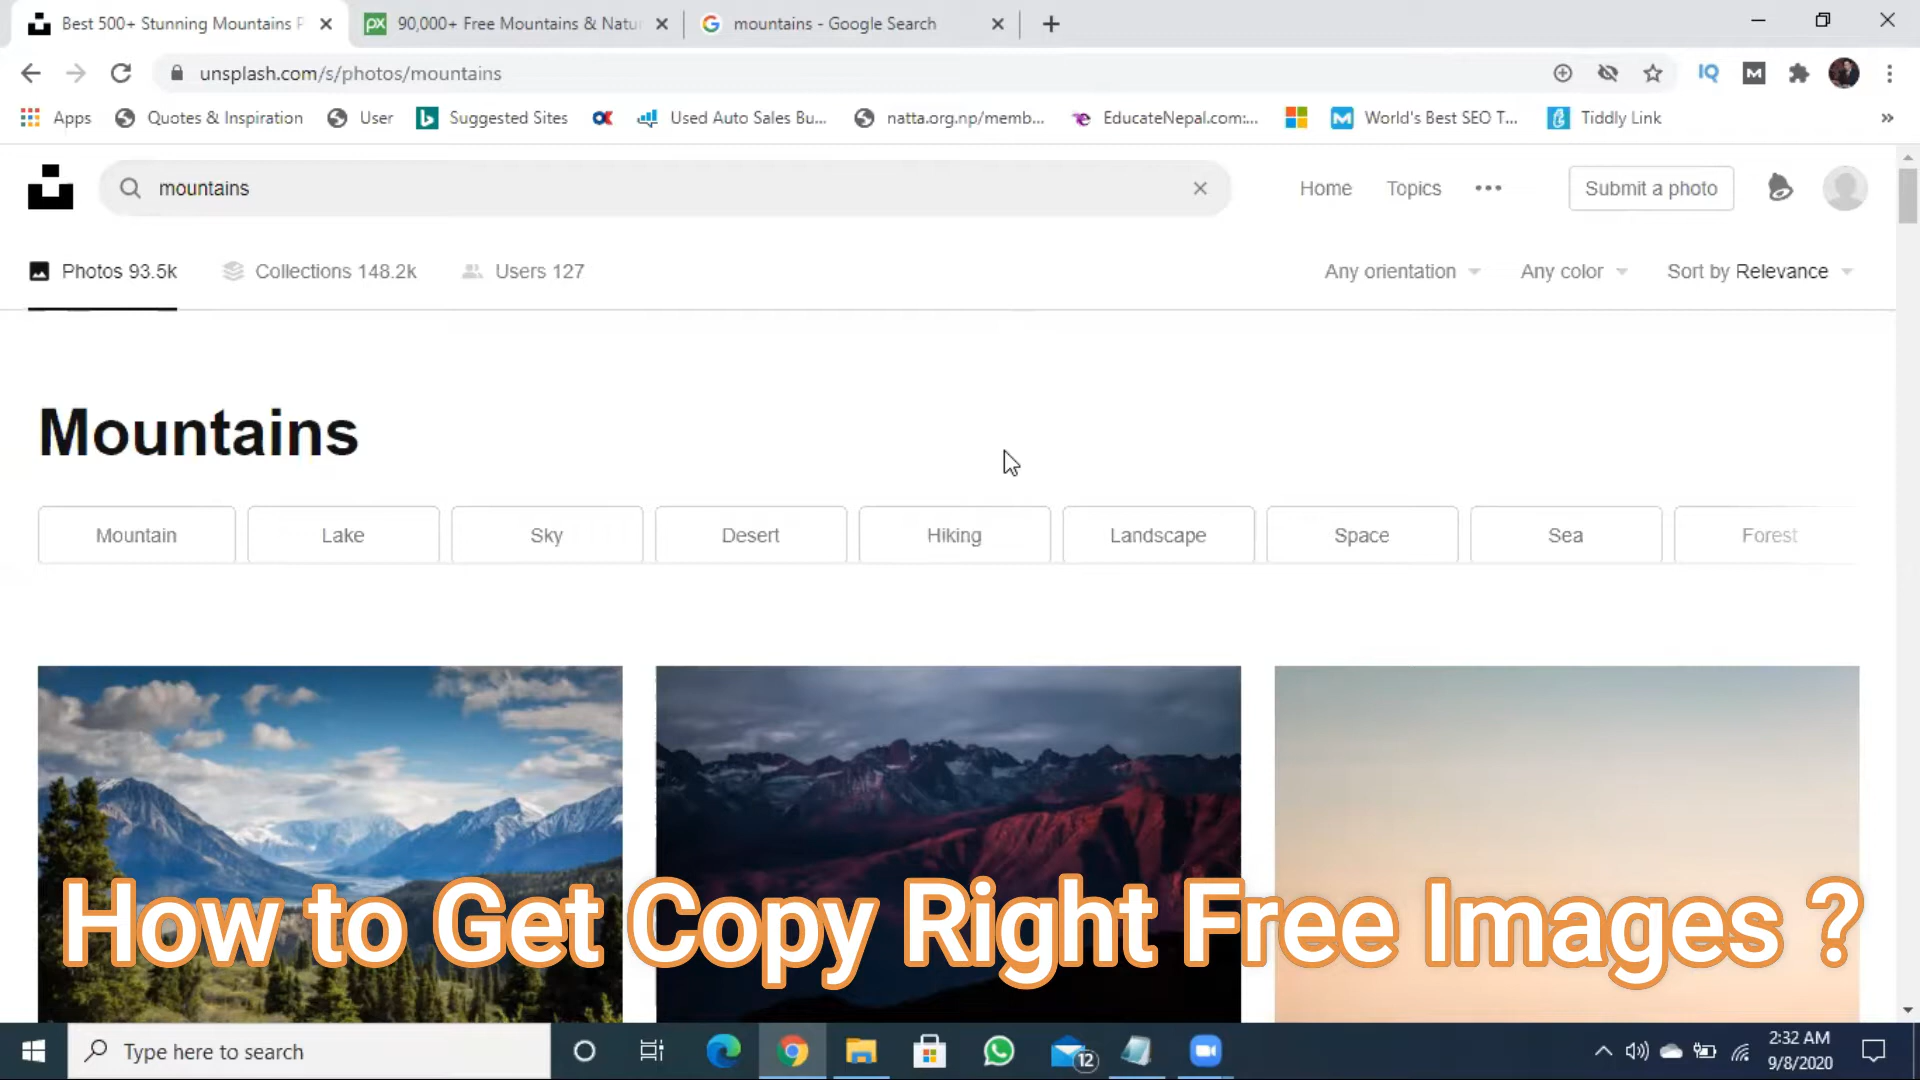 Best 500+ Stunning Mountains P
90,000+ Free Mountains & Natur
mountains - Google Search
unsplash.com/s/photos/mountains
IQ
M
Apps
Quotes & Inspiration
User
Suggested Sites
Used Auto Sales Bu...
natta.org.np/memb...
EducateNepal.com:...
World's Best SEO T...
Tiddly Link
mountains
Home
Topics
Submit a photo
Photos 93.5k
Collections 148.2k
Users 127
Any orientation
Any color
Sort by Relevance
Mountains
Mountain
Lake
Sky
Desert
Hiking
Landscape
Space
Sea
Forest
How to Get Copy Right Free Images ?
Type here to search
12
2:32 AM
9/8/2020